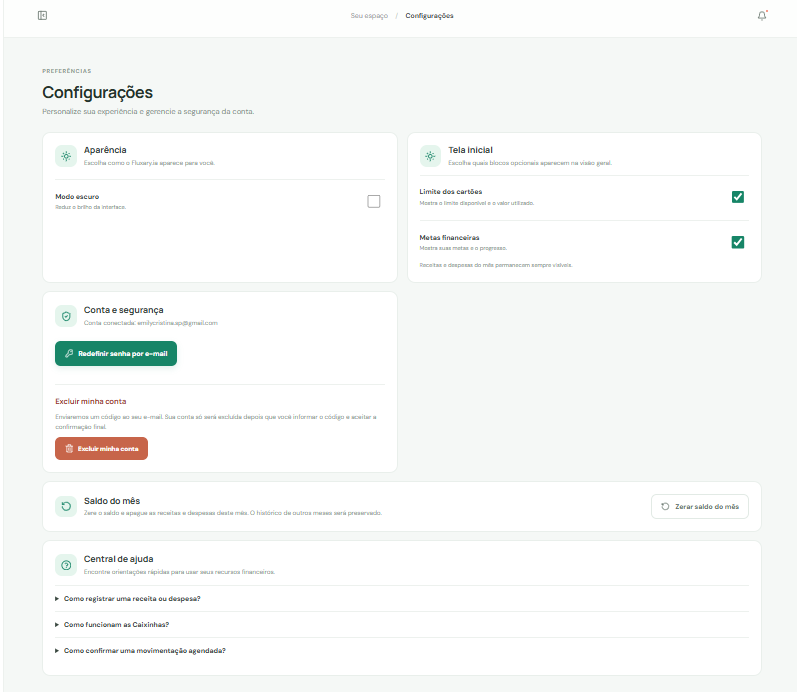 Seu espaço / Configurações
PREFERÊNCIAS
Configurações
Personalize sua experiência e gerencie a segurança da conta.
Aparência
Escolha como o Fluxary.ia aparece para você.
Modo escuro
Reduz o brilho da interface.
Tela inicial
Escolha quais blocos opcionais aparecem na visão geral.
Limite dos cartões
Mostra o limite disponível e o valor utilizado.
Metas financeiras
Mostra suas metas e o progresso.
Receitas e despesas do mês permanecem sempre visíveis.
Conta e segurança
Conta conectada: emilycristina.ap@gmail.com
Redefinir senha por e-mail
Excluir minha conta
Enviaremos um código ao seu e-mail. Sua conta só será excluída depois que você informar o código e aceitar a
confirmação final.
Excluir minha conta
Saldo do mês
Zere o saldo e apague as receitas e despesas deste mês. O histórico de outros meses será preservado.
Zerar saldo do mês
Central de ajuda
Encontre orientações rápidas para usar seus recursos financeiros.
Como registrar uma receita ou despesa?
Como funcionam as Caixinhas?
Como confirmar uma movimentação agendada?